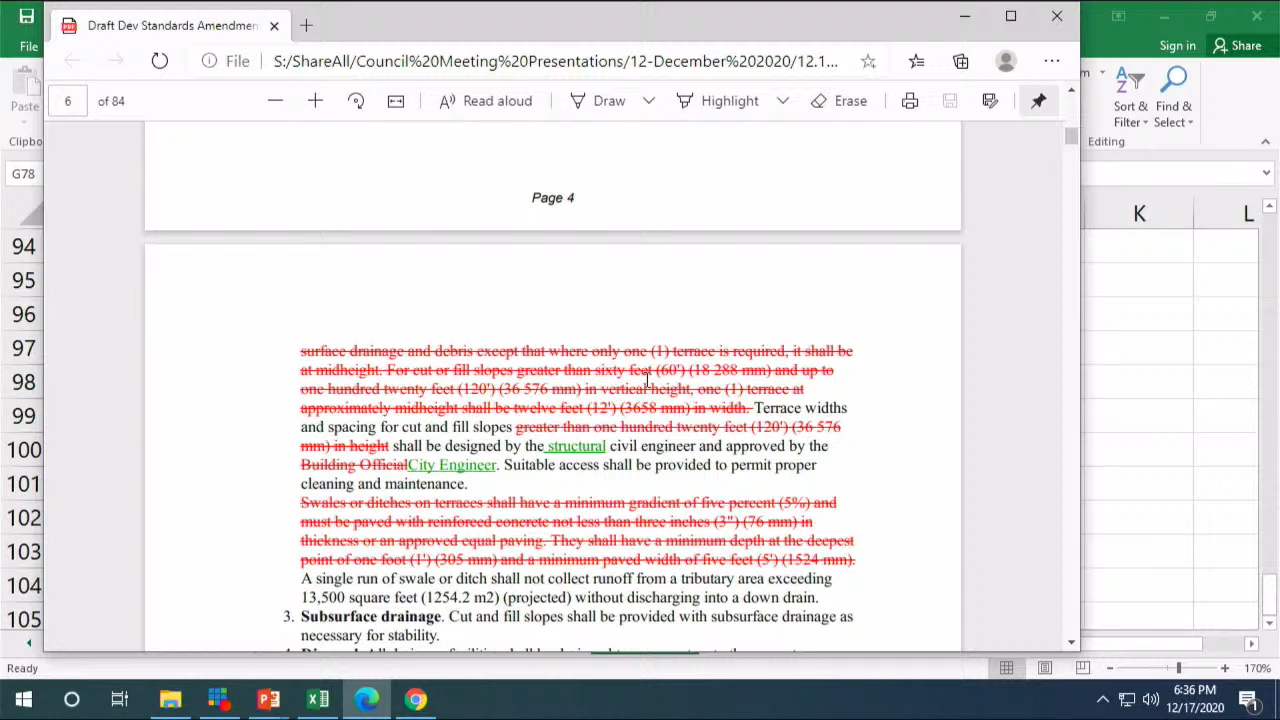 Draft Dev Standards Amendmen
File
S:/ShareAll/Council%20Meeting%20Presentations/12-December%202020/12.1...
6 of 84
Read aloud
Draw
Highlight
Erase
File
Paste
Clipbo
G78
Sign in
Share
Sort &
Filter
Find &
Select
Editing
K
L
94
95
96
97
98
99
100
101
102
103
104
105
Page 4
surface drainage and debris except that where only one (1) terrace is required, it shall be
at midheight. For cut or fill slopes greater than sixty feet (60') (18 288 mm) and up to
one hundred twenty feet (120') (36 576 mm) in vertical height, one (1) terrace at
approximately midheight shall be twelve feet (12') (3658 mm) in width. Terrace widths
and spacing for cut and fill slopes greater than one hundred twenty feet (120') (36 576
mm) in height shall be designed by the structural civil engineer and approved by the
Building OfficialCity Engineer. Suitable access shall be provided to permit proper
cleaning and maintenance.
Swales or ditches on terraces shall have a minimum gradient of five percent (5%) and
must be paved with reinforced concrete not less than three inches (3") (76 mm) in
thickness or an approved equal paving. They shall have a minimum depth at the deepest
point of one foot (1') (305 mm) and a minimum paved width of five feet (5') (1524 mm).
A single run of swale or ditch shall not collect runoff from a tributary area exceeding
13,500 square feet (1254.2 m2) (projected) without discharging into a down drain.
3. Subsurface drainage. Cut and fill slopes shall be provided with subsurface drainage as
necessary for stability.
Ready
170%
6:36 PM
12/17/2020